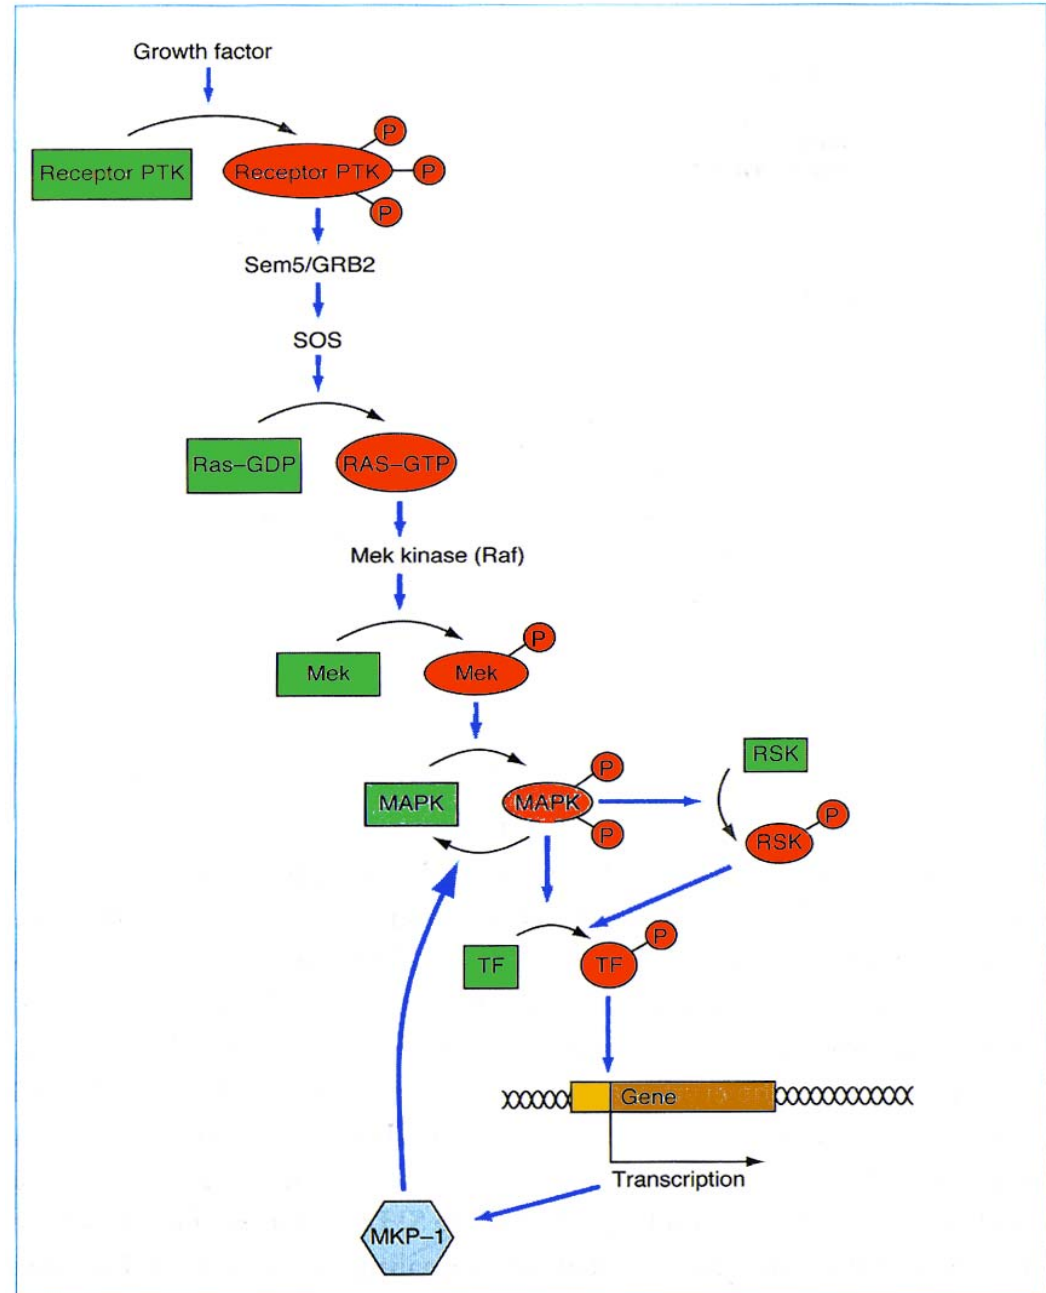 Growth factor
Receptor PTK
Receptor PTK
P
P
P
Sem5/GRB2
SOS
Ras–GDP
RAS–GTP
Mek kinase (Raf)
Mek
Mek
P
MAPK
MAPK
P
P
RSK
RSK
P
TF
TF
P
Gene
Transcription
MKP–1